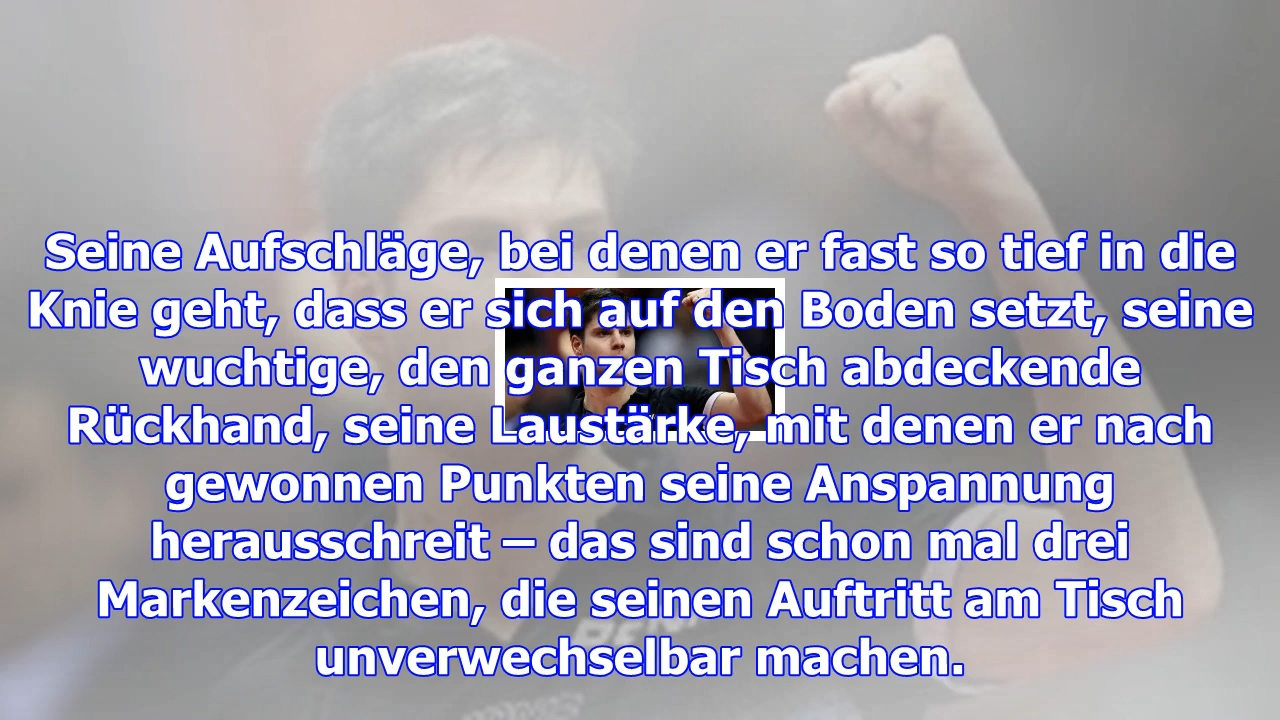 Seine Aufschläge, bei denen er fast so tief in die
Knie geht, dass er sich auf den Boden setzt, seine
wuchtige, den ganzen Tisch abdeckende
Rückhand, seine Laustärke, mit denen er nach
gewonnen Punkten seine Anspannung
herausschreit – das sind schon mal drei
Markenzeichen, die seinen Auftritt am Tisch
unverwechselbar machen.